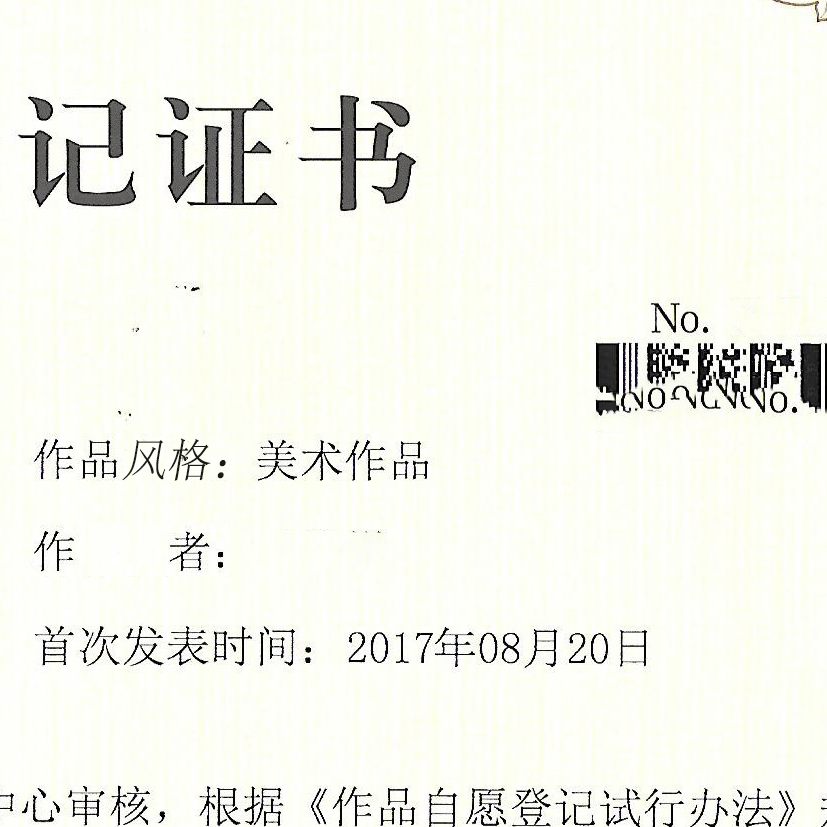 记证书
No.
No.
作品风格：美术作品
作　　者：
首次发表时间：2017年08月20日
中心审核，根据《作品自愿登记试行办法》